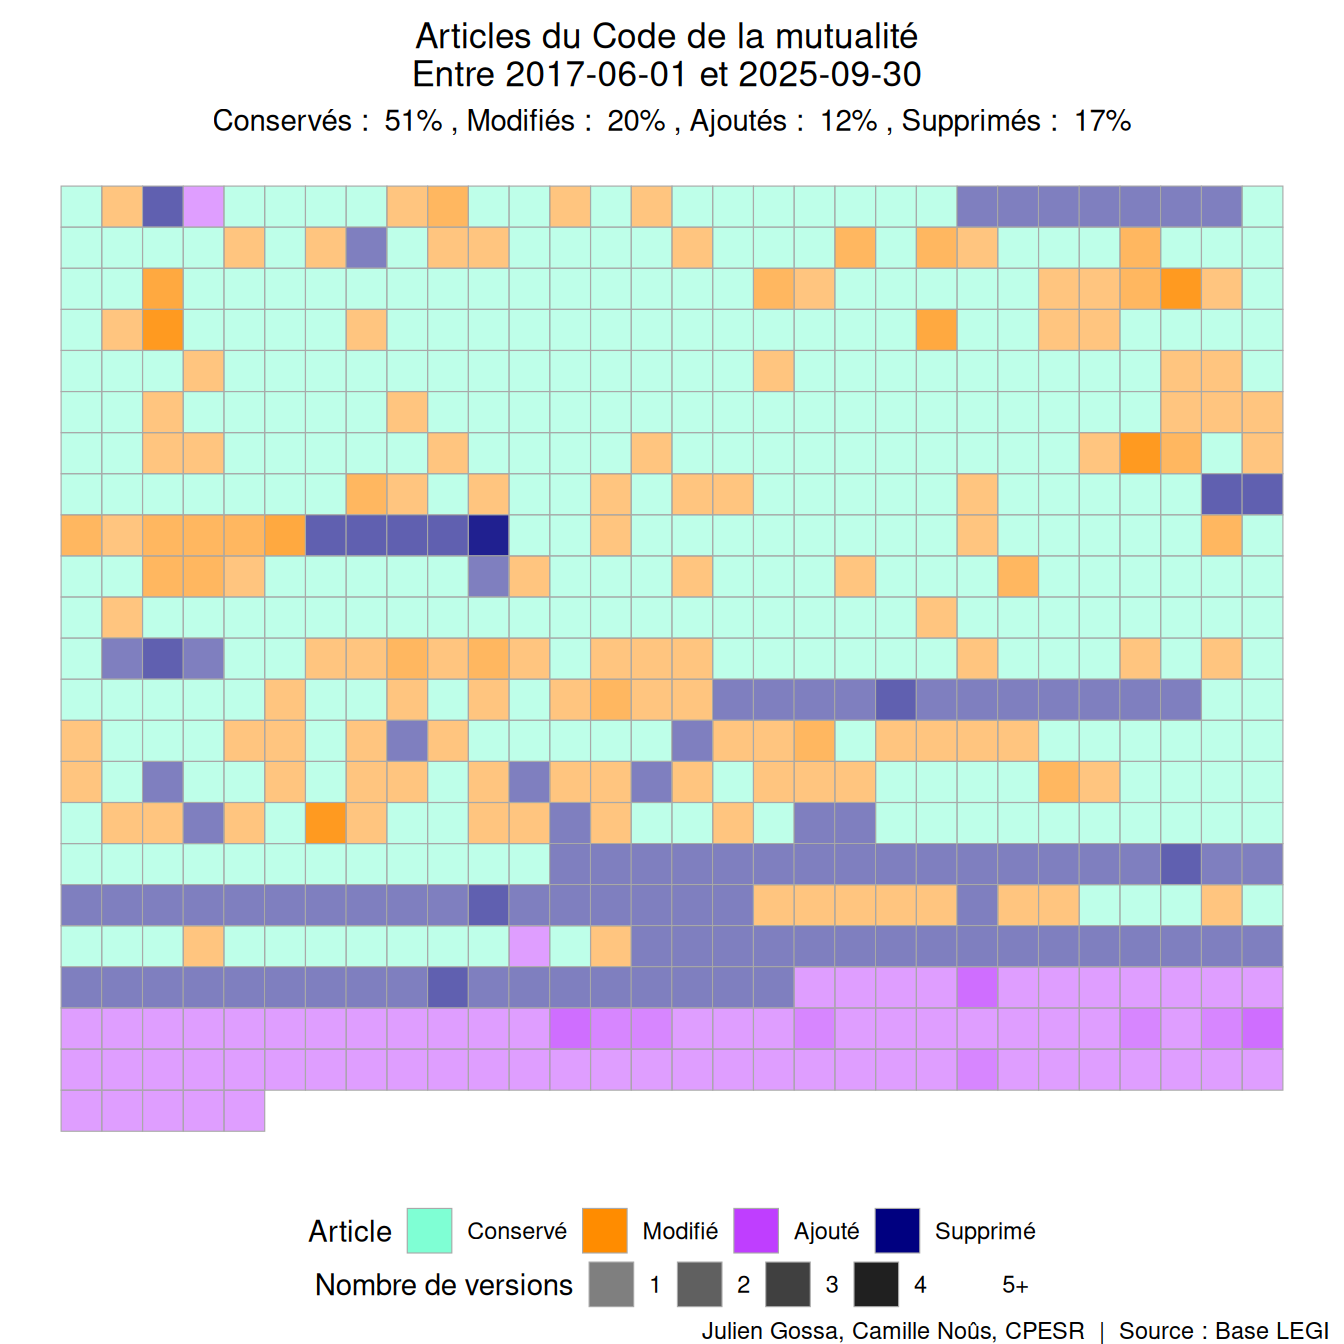 Articles du Code de la mutualité
Entre 2017-06-01 et 2025-09-30
Conservés : 51% , Modifiés : 20% , Ajoutés : 12% , Supprimés : 17%
Article Conservé Modifié Ajouté Supprimé
Nombre de versions 1 2 3 4 5+
Julien Gossa, Camille Noûs, CPESR | Source : Base LEGI